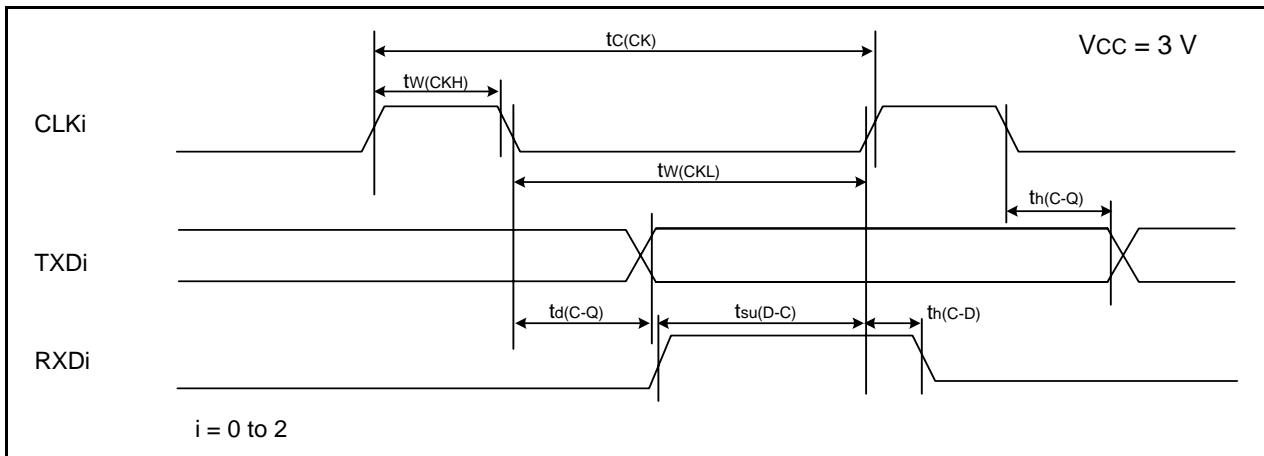 tC(CK)
VCC = 3 V
tW(CKH)
CLKi
tW(CKL)
th(C-Q)
TXDi
td(C-Q)
tsu(D-C)
th(C-D)
RXDi
i = 0 to 2